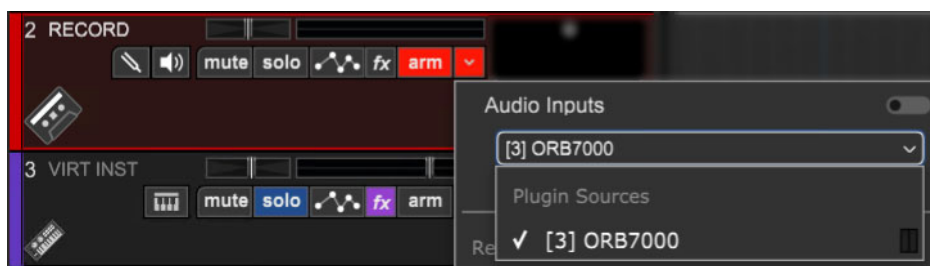 2 RECORD
mute solo fx arm
Audio Inputs
[3] ORB7000
3 VIRT INST
mute solo fx arm
Plugin Sources
✓ [3] ORB7000